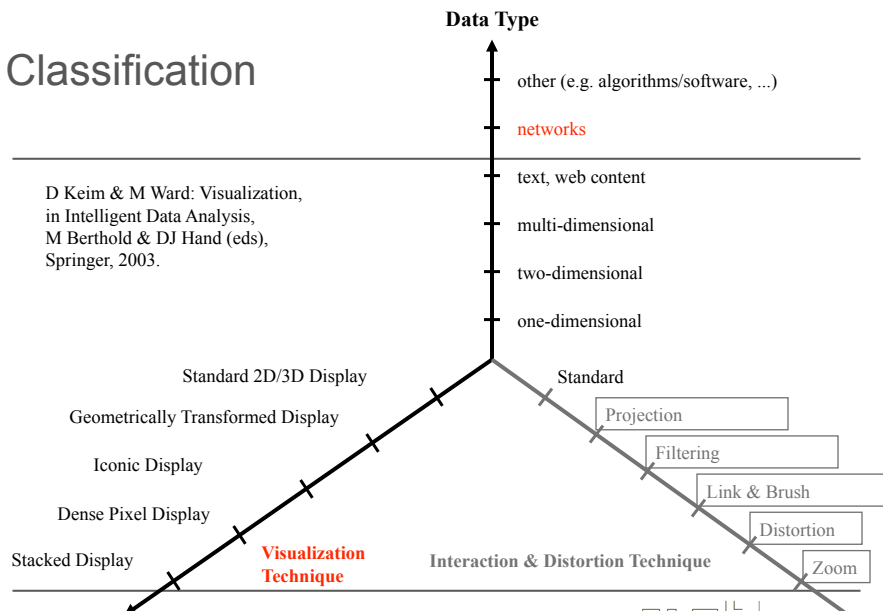 Data Type
Classification
other (e.g. algorithms/software, ...)
networks
text, web content
D Keim & M Ward: Visualization,
in Intelligent Data Analysis,
M Berthold & DJ Hand (eds),
Springer, 2003.
multi-dimensional
two-dimensional
one-dimensional
Standard 2D/3D Display
Standard
Geometrically Transformed Display
Projection
Iconic Display
Filtering
Dense Pixel Display
Link & Brush
Distortion
Stacked Display
Visualization
Technique
Interaction & Distortion Technique
Zoom